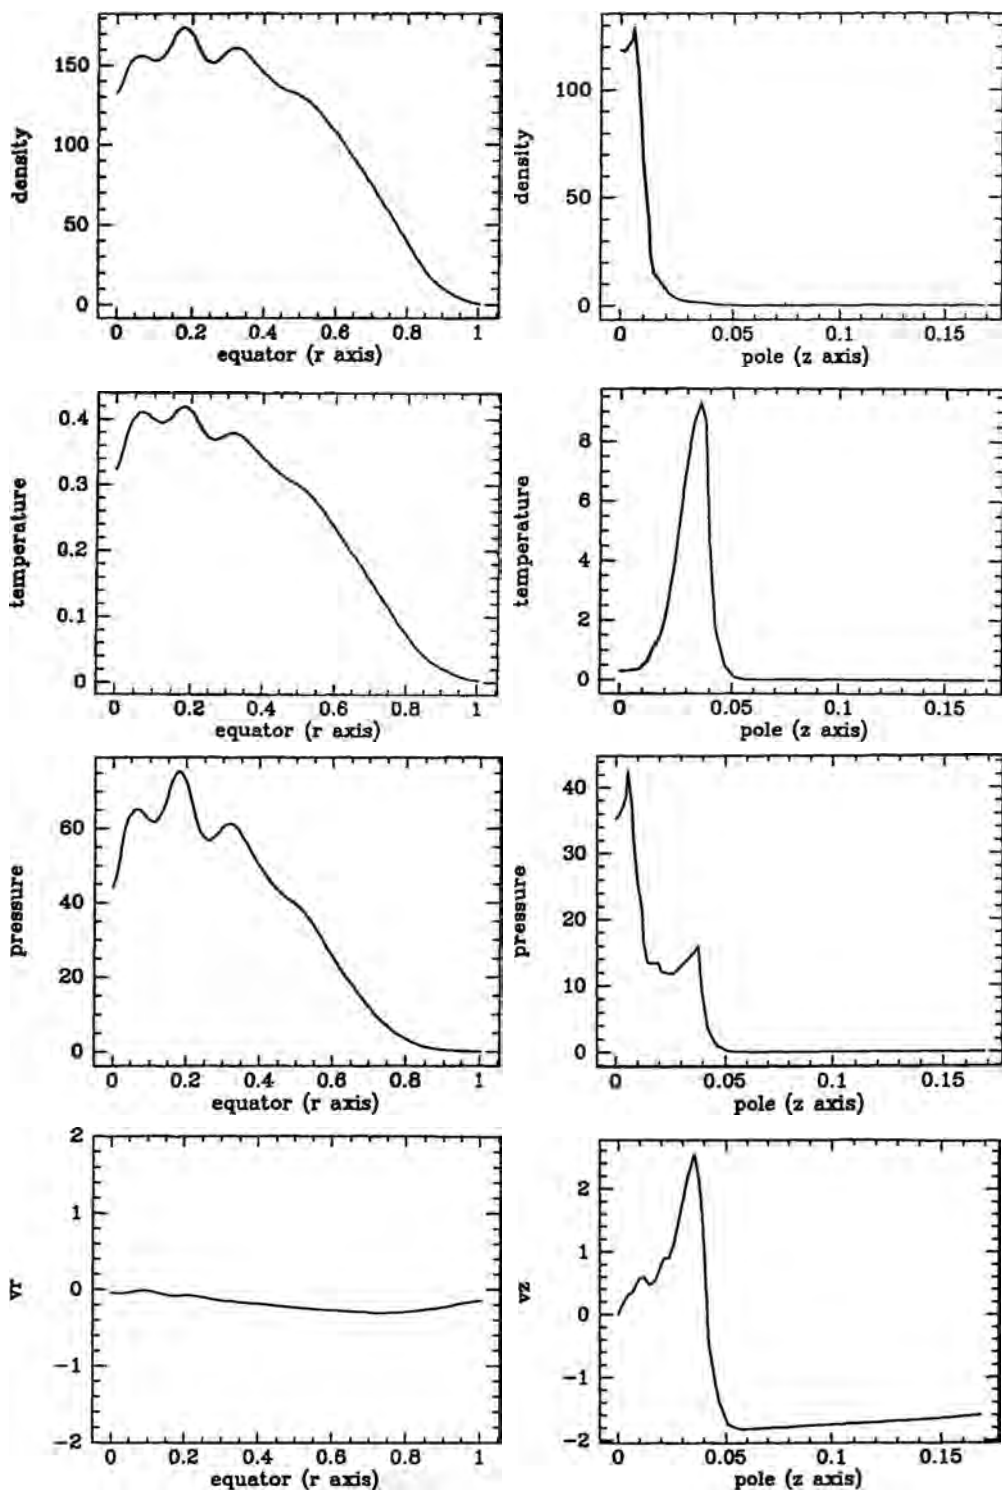 density
150
100
50
0
0 0.2 0.4 0.6 0.8 1
equator (r axis)
density
100
50
0
0 0.05 0.1 0.15
pole (z axis)
temperature
0.4
0.3
0.2
0.1
0
0 0.2 0.4 0.6 0.8 1
equator (r axis)
temperature
8
6
4
2
0
0 0.05 0.1 0.15
pole (z axis)
pressure
60
40
20
0
0 0.2 0.4 0.6 0.8 1
equator (r axis)
pressure
40
30
20
10
0
0 0.05 0.1 0.15
pole (z axis)
vr
2
1
0
-1
-2
0 0.2 0.4 0.6 0.8 1
equator (r axis)
vz
2
1
0
-1
-2
0 0.05 0.1 0.15
pole (z axis)